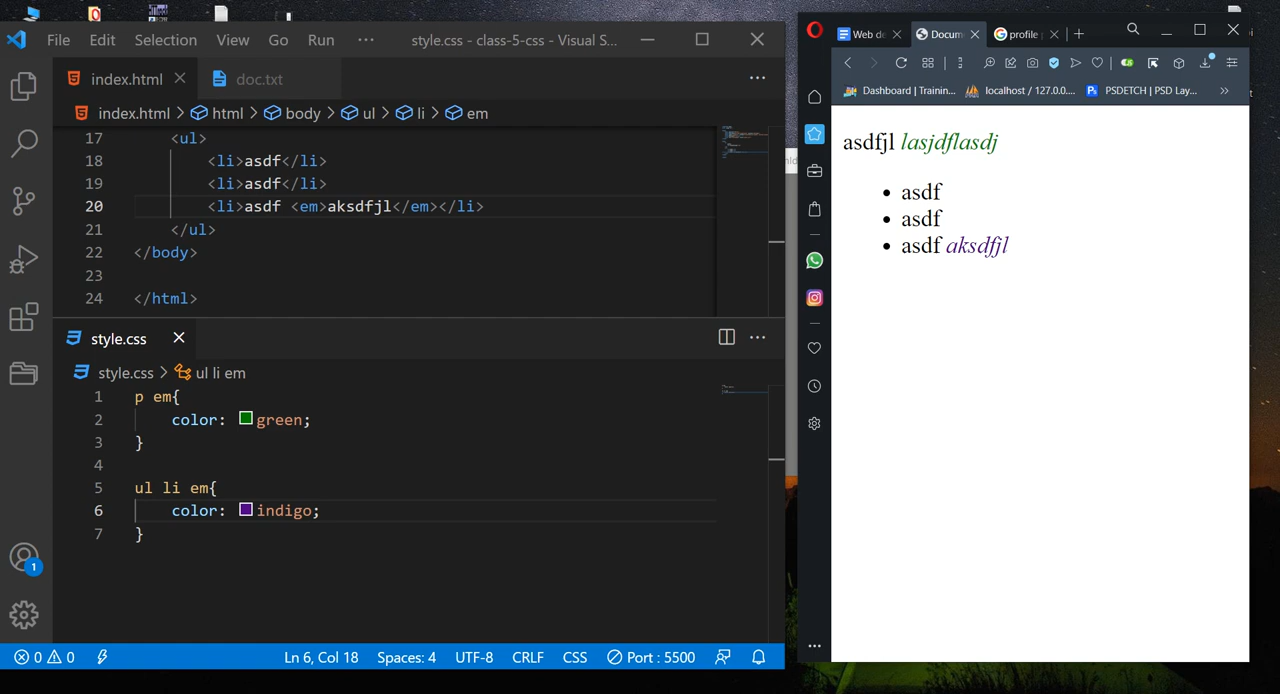 File Edit Selection View Go Run ··· style.css - class-5-css - Visual S...
index.html doc.txt ···
index.html > html > body > ul > li > em
17 <ul>
18 <li>asdf</li>
19 <li>asdf</li>
20 <li>asdf <em>aksdfjl</em></li>
21 </ul>
22 </body>
23
24 </html>
style.css ···
style.css > ul li em
1 p em{
2 color: green;
3 }
4
5 ul li em{
6 color: indigo;
7 }
1
0 0 Ln 6, Col 18 Spaces: 4 UTF-8 CRLF CSS Port : 5500
Web de Docum profile
Dashboard | Trainin... localhost / 127.0.0.... Ps PSDETCH | PSD Lay... »
asdfjl lasjdflasdj
• asdf
• asdf
• asdf aksdfjl